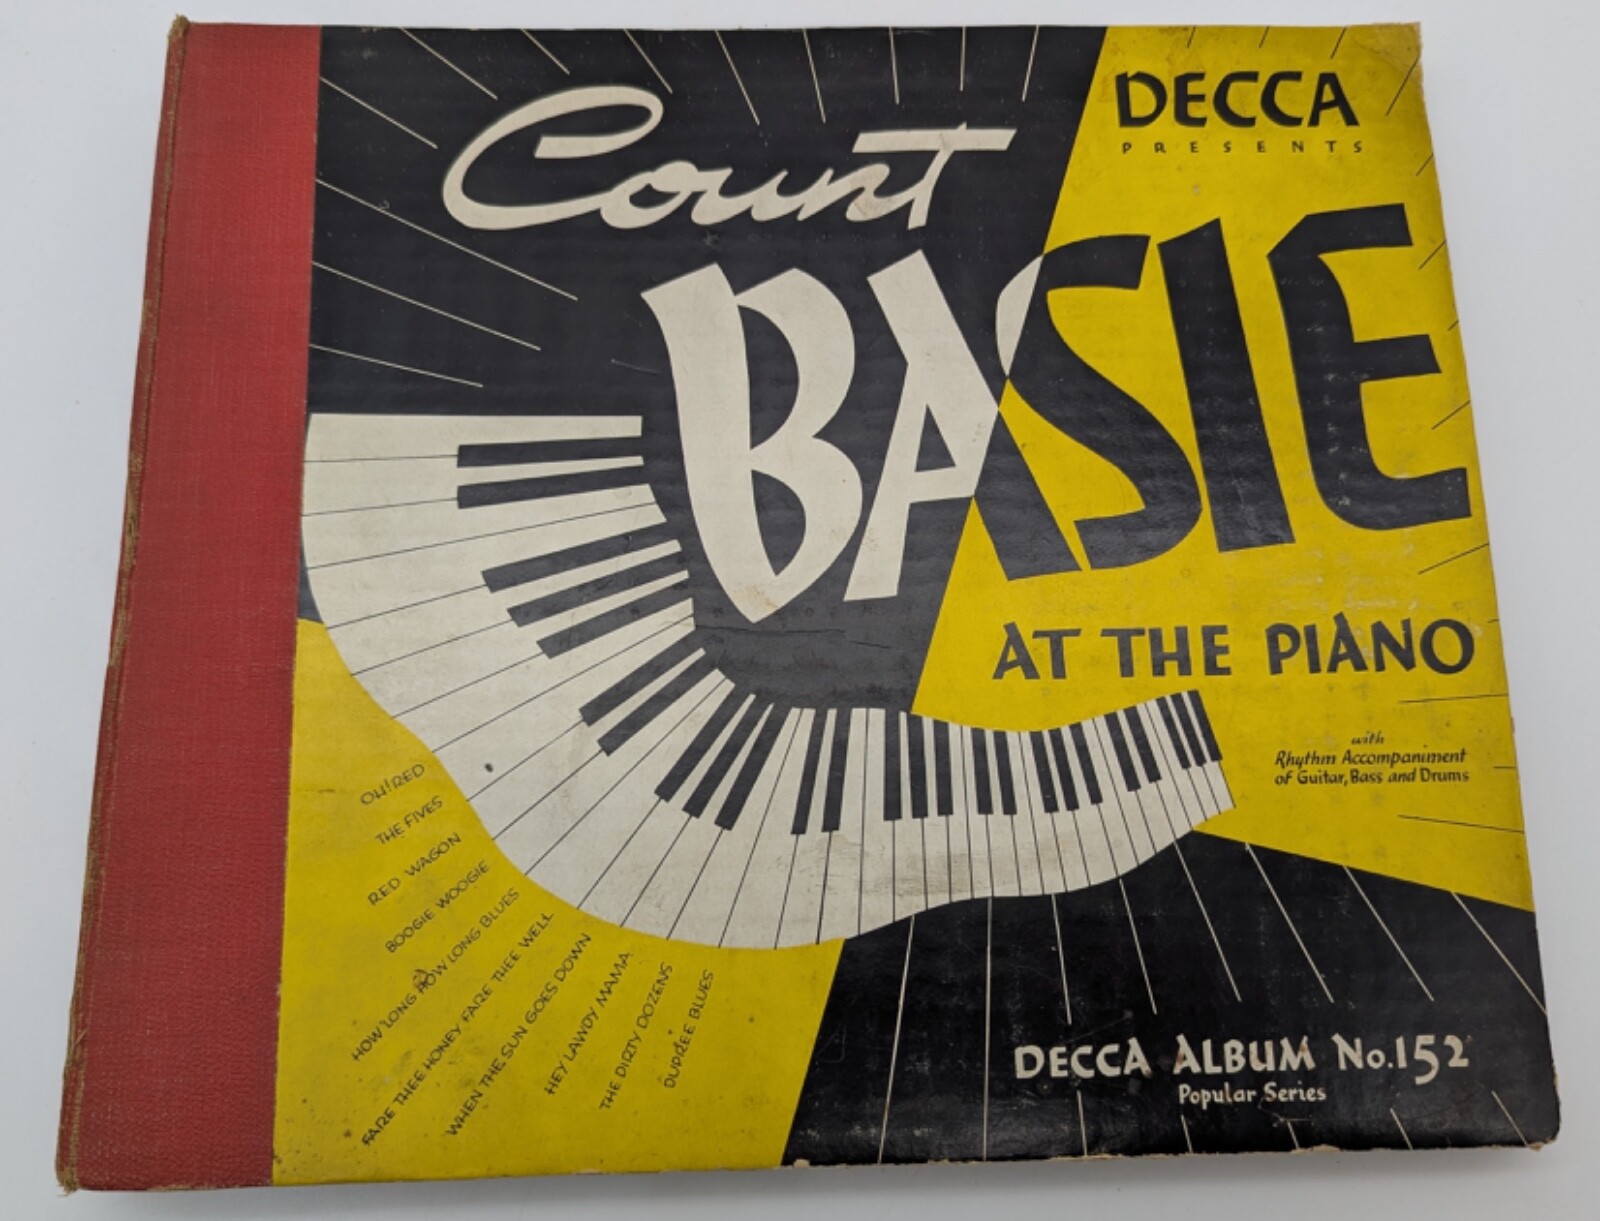 DECCA
PRESENTS
Count
BASIE
AT THE PIANO
with
Rhythm Accompaniment
of Guitar, Bass and Drums
OH! RED
THE FIVES
RED WAGON
BOOGIE WOOGIE
HOW LONG HOW LONG BLUES
FARE THEE HONEY FARE THEE WELL
WHEN THE SUN GOES DOWN
HEY LAWDY MAMA
THE DIRTY DOZENS
DUPREE BLUES
DECCA ALBUM No. 152
Popular Series